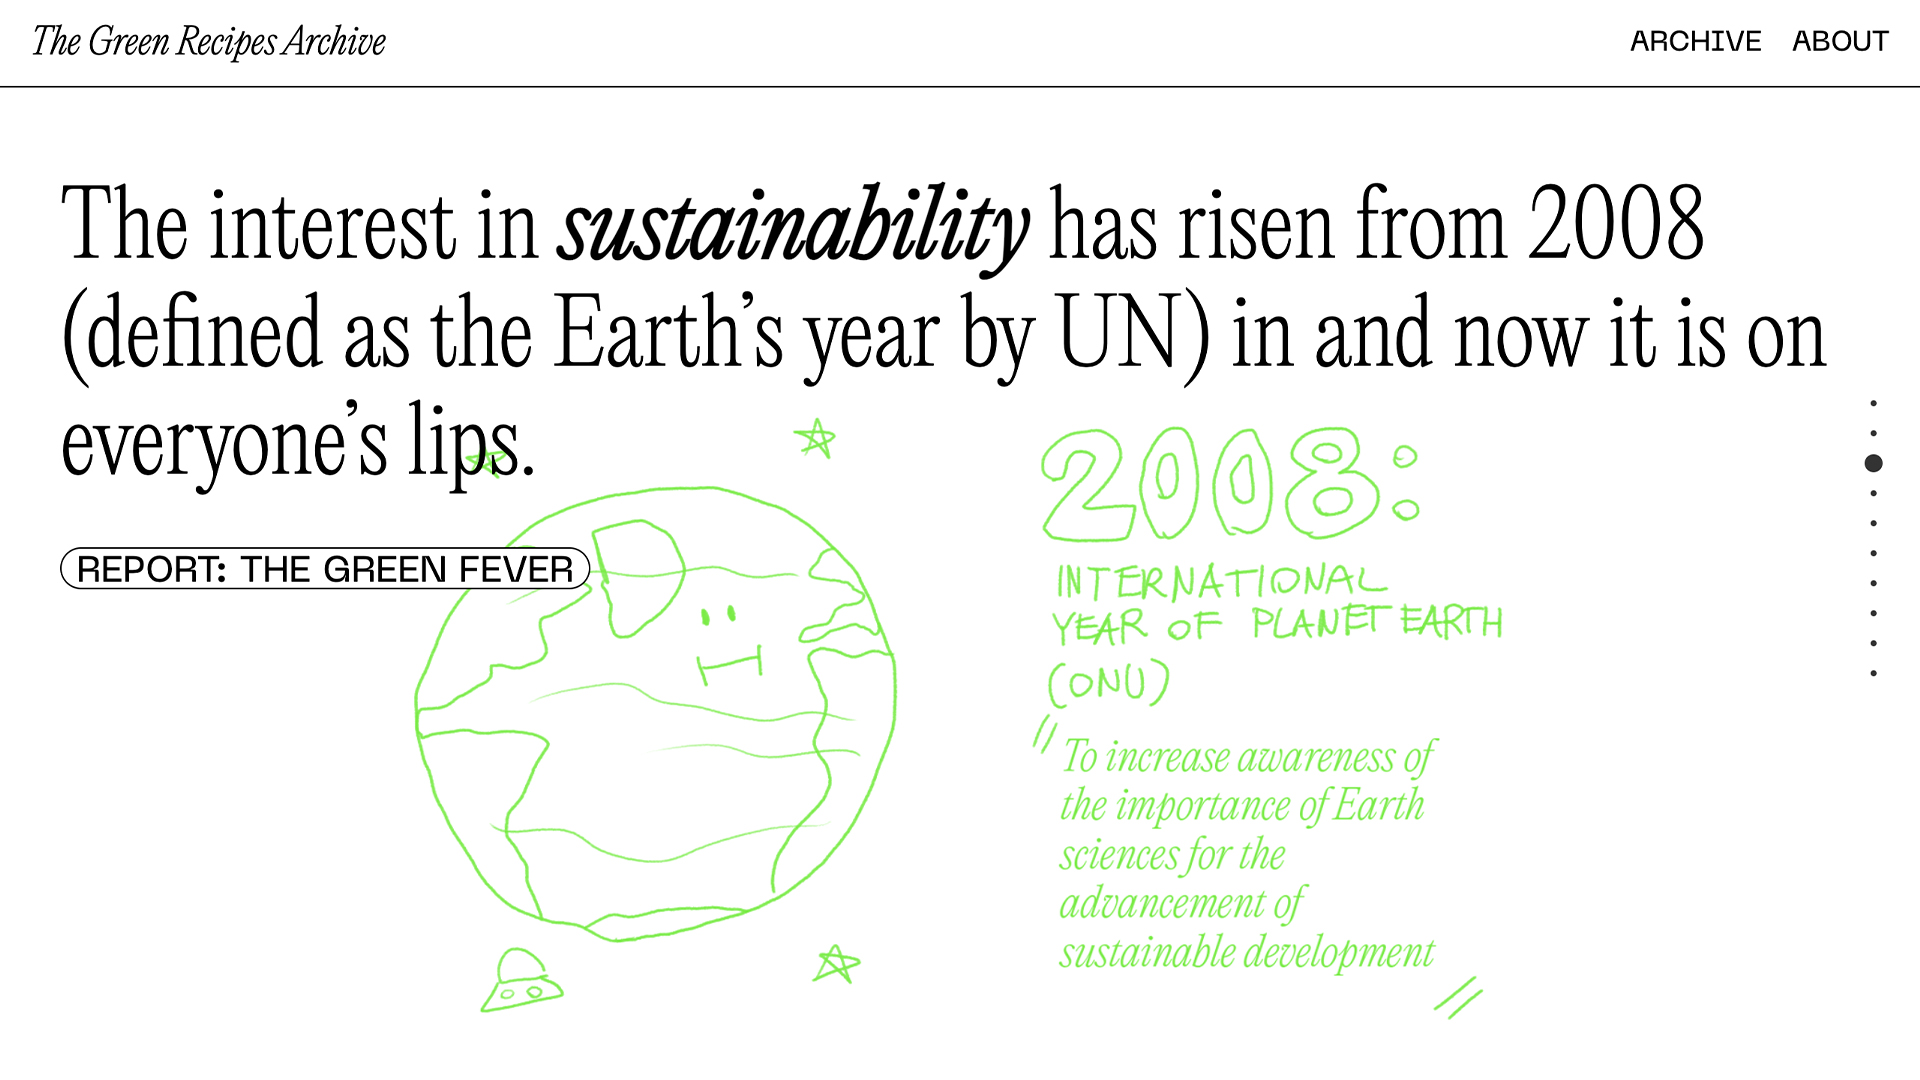 The Green Recipes Archive
ARCHIVE ABOUT
The interest in sustainability has risen from 2008
(defined as the Earth’s year by UN) in and now it is on
everyone’s lips.
REPORT: THE GREEN FEVER
2008:
INTERNATIONAL
YEAR OF PLANET EARTH
(ONU)
" To increase awareness of
the importance of Earth
sciences for the
advancement of
sustainable development "